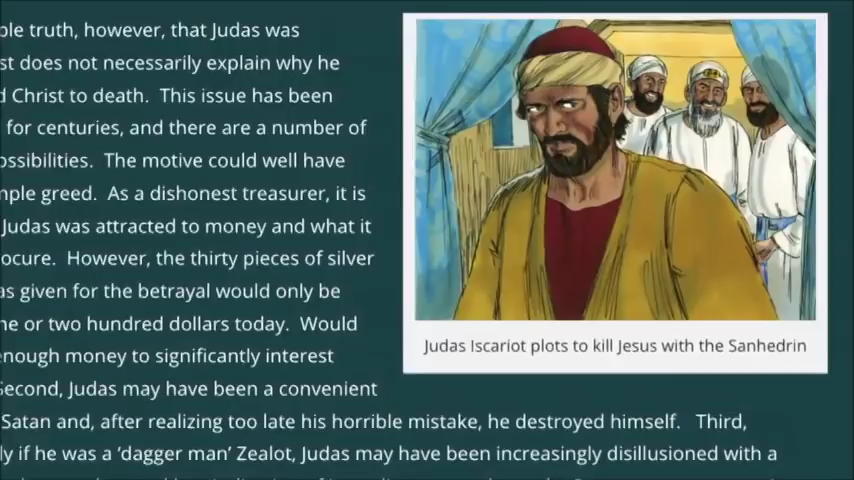 ble truth, however, that Judas was
st does not necessarily explain why he
d Christ to death. This issue has been
for centuries, and there are a number of
ossibilities. The motive could well have
mple greed. As a dishonest treasurer, it is
Judas was attracted to money and what it
ocure. However, the thirty pieces of silver
as given for the betrayal would only be
ne or two hundred dollars today. Would
enough money to significantly interest
Second, Judas may have been a convenient
Satan and, after realizing too late his horrible mistake, he destroyed himself. Third,
ly if he was a ‘dagger man’ Zealot, Judas may have been increasingly disillusioned with a
Judas Iscariot plots to kill Jesus with the Sanhedrin